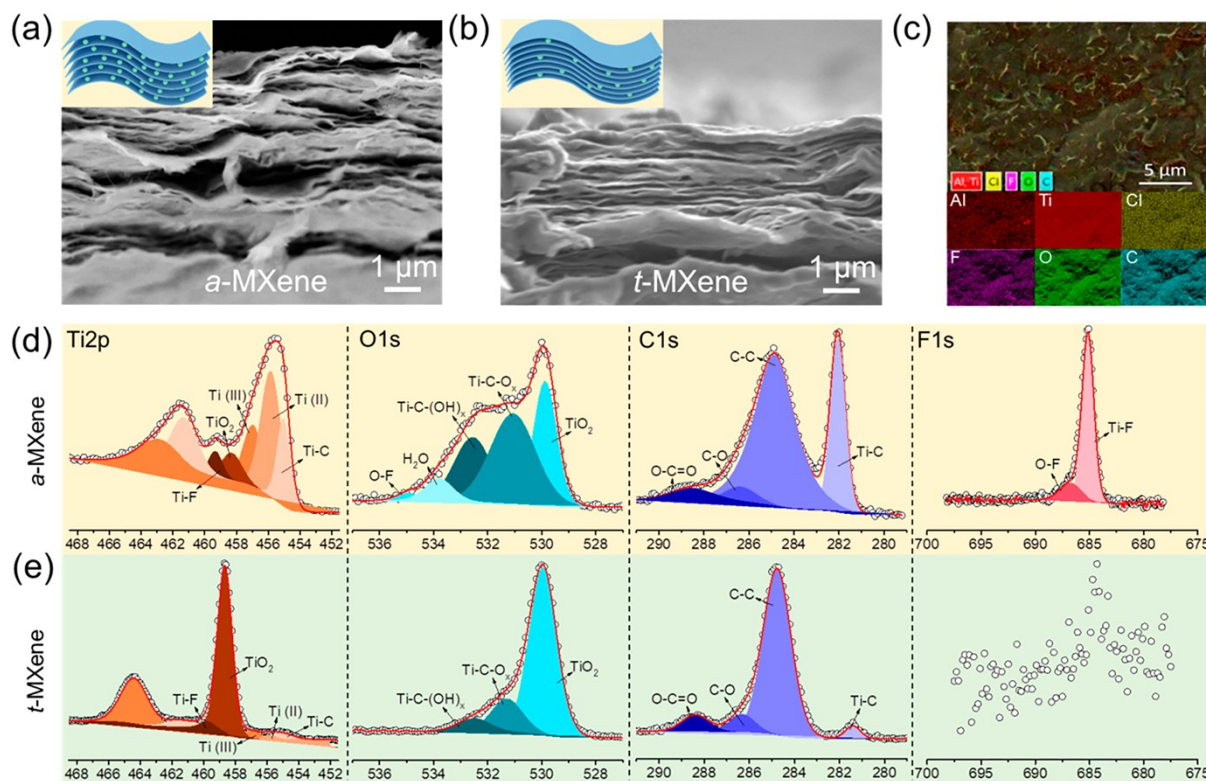 (a)
a-MXene
1 μm
(b)
t-MXene
1 μm
(c)
Al, Ti Cl F O C
5 μm
Al Ti Cl
F O C
(d)
a-MXene
Ti2p
Ti (III)
TiO2
Ti (II)
Ti-C
Ti-F
468 466 464 462 460 458 456 454 452
O1s
Ti-C-Ox
Ti-C-(OH)x
TiO2
H2O
O-F
536 534 532 530 528
C1s
C-C
Ti-C
C-O
O-C=O
290 288 286 284 282 280
F1s
Ti-F
O-F
700 695 690 685 680 675
(e)
t-MXene
TiO2
Ti-F
Ti (II)
Ti-C
Ti (III)
468 466 464 462 460 458 456 454 452
TiO2
Ti-C-Ox
Ti-C-(OH)x
536 534 532 530 528
C-C
O-C=O
C-O
Ti-C
290 288 286 284 282 280
700 695 690 685 680 675